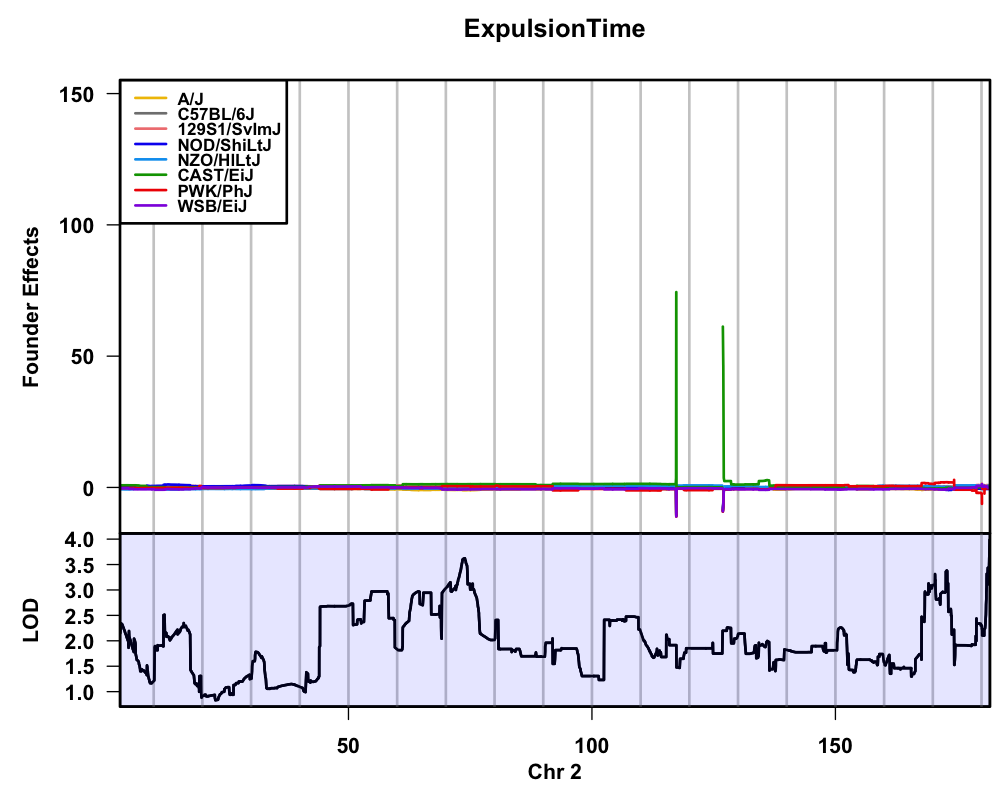 ExpulsionTime
150
100
50
0
Founder Effects
A/J
C57BL/6J
129S1/SvImJ
NOD/ShiLtJ
NZO/HlLtJ
CAST/EiJ
PWK/PhJ
WSB/EiJ
4.0
3.5
3.0
2.5
2.0
1.5
1.0
LOD
50 100 150
Chr 2